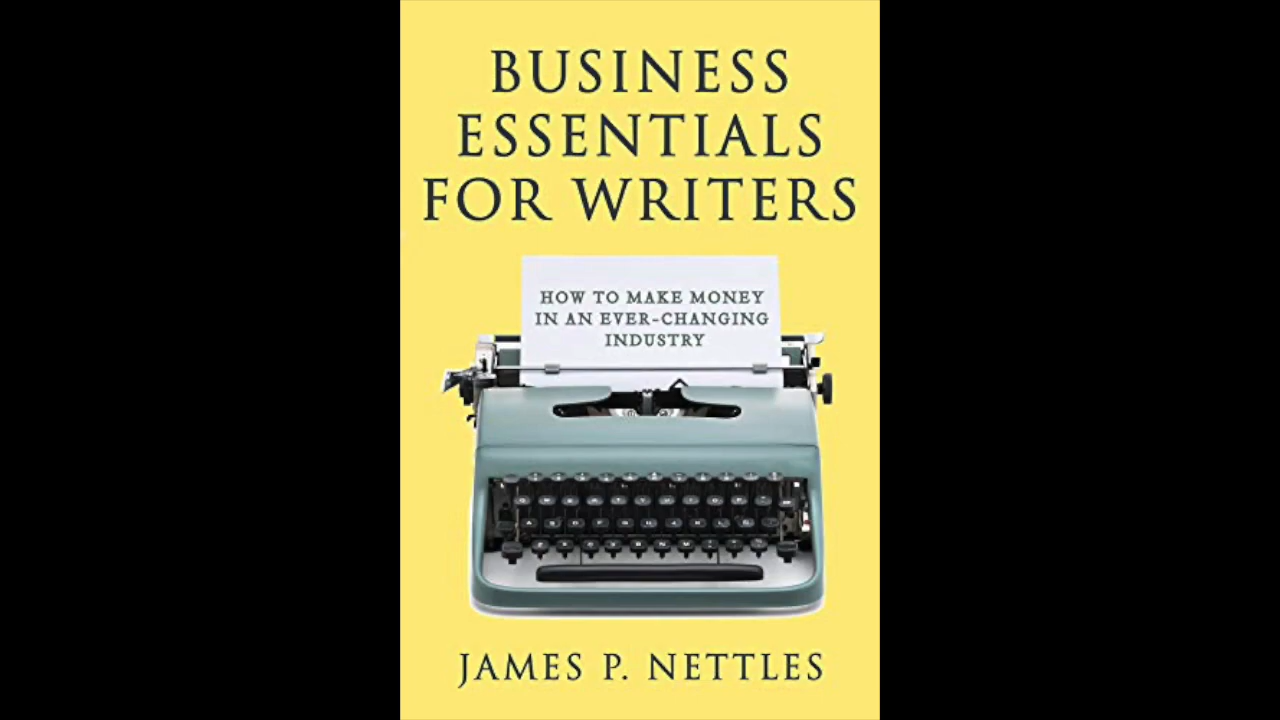 BUSINESS
ESSENTIALS
FOR WRITERS
HOW TO MAKE MONEY
IN AN EVER-CHANGING
INDUSTRY
JAMES P. NETTLES